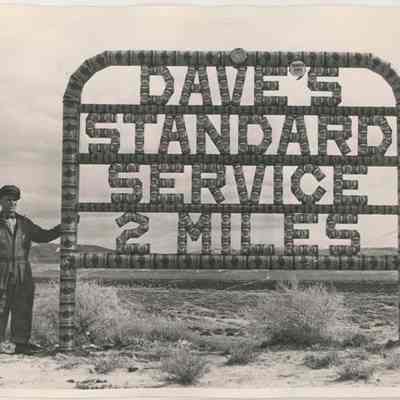 DAVE'S
STANDARD
SERVICE
2 MILES